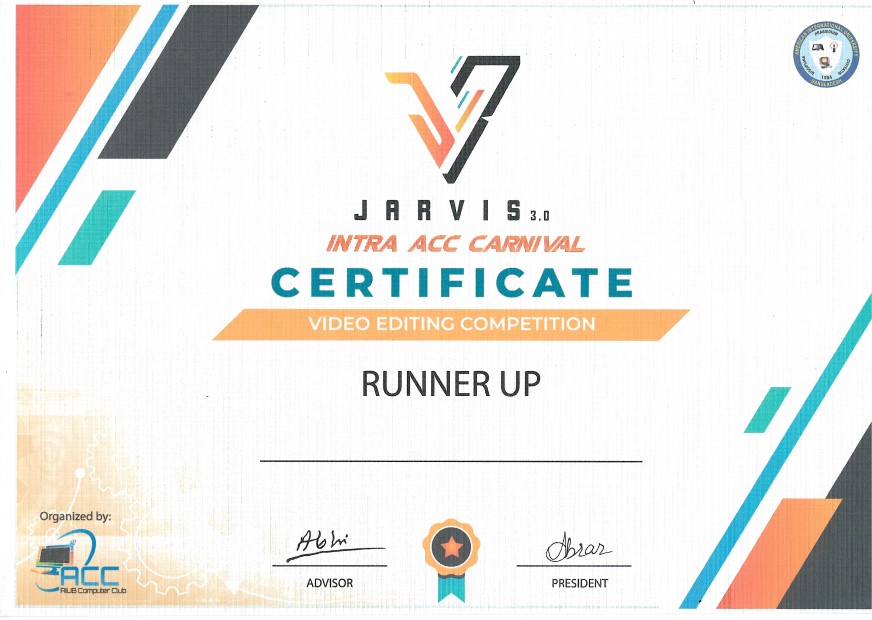 AMERICAN INTERNATIONAL UNIVERSITY
BANGLADESH
1994
JARVIS 3.0
INTRA ACC CARNIVAL
CERTIFICATE
VIDEO EDITING COMPETITION
RUNNER UP
Organized by:
ACC
AIUB Computer Club
Abhi
ADVISOR
Abrar
PRESIDENT